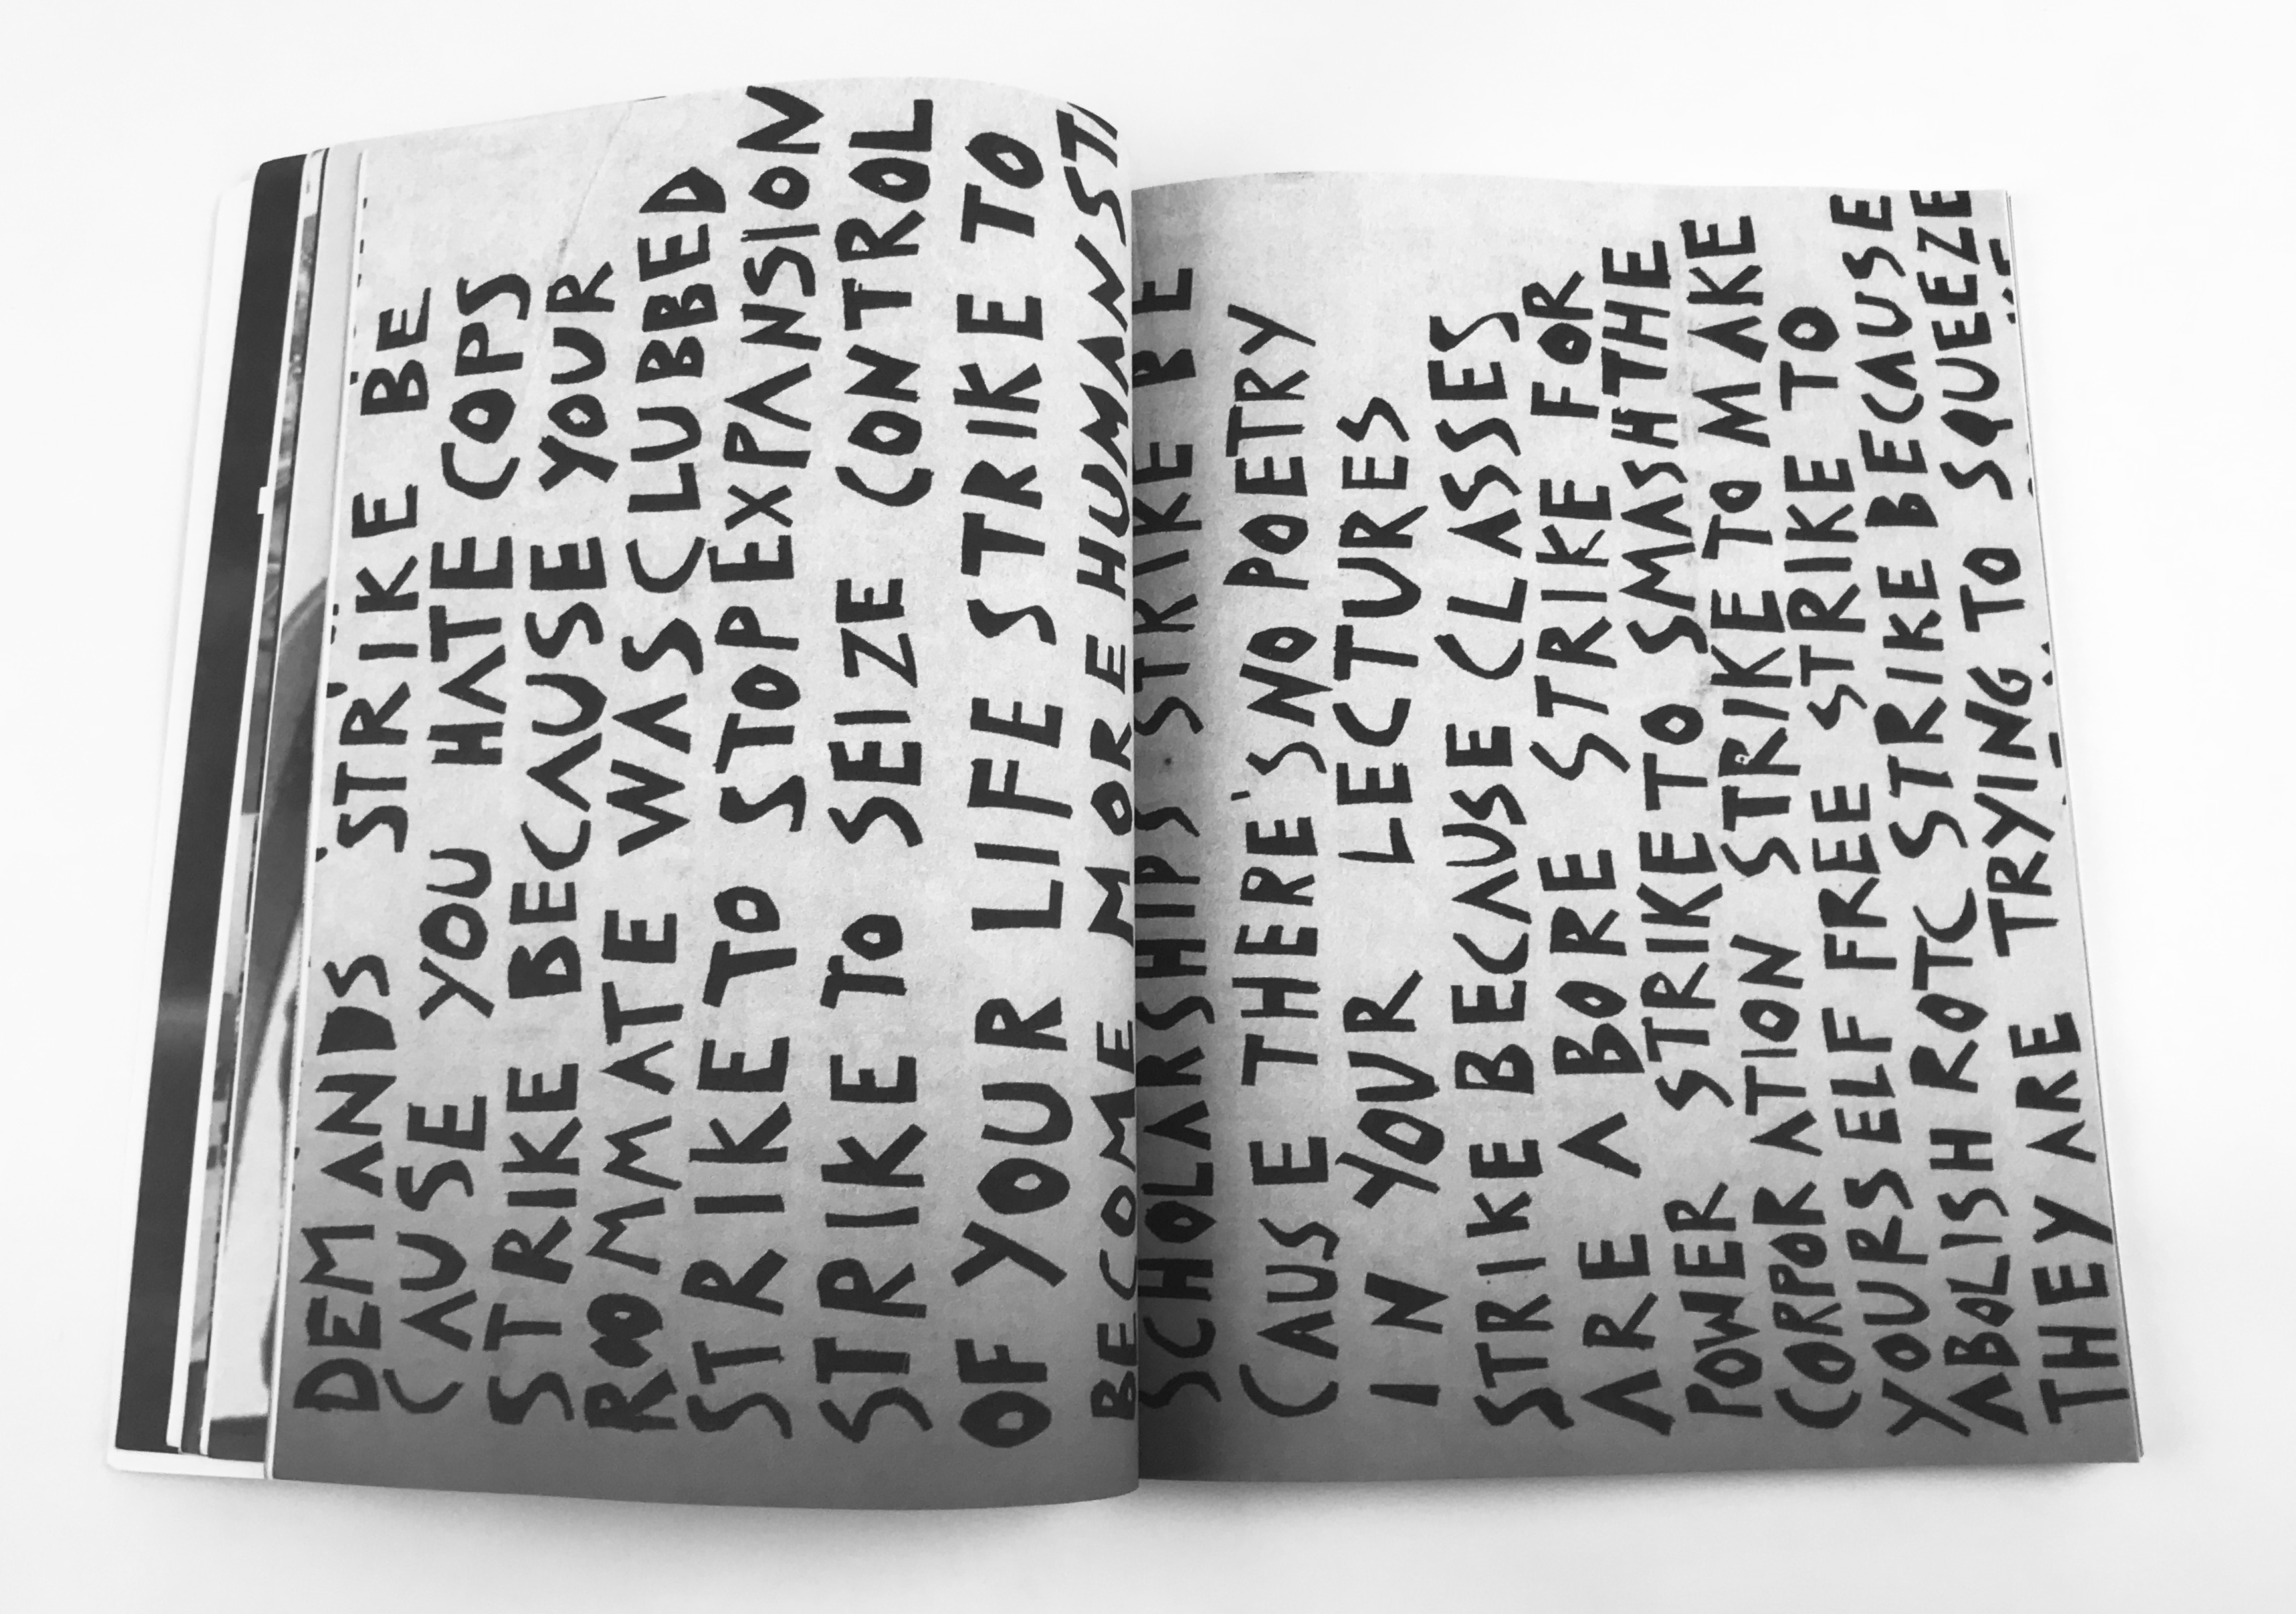 DEMANDS STRIKE BE
CAUSE YOU HATE COPS
STRIKE BECAUSE YOUR
ROOMMATE WAS CLUBBED
STRIKE TO STOP EXPANSION
STRIKE TO SEIZE CONTROL
OF YOUR LIFE STRIKE TO
BECOME MORE HUMAN
SCHOLARSHIPS STRIKE BE
CAUSE THERE'S NO POETRY
IN YOUR LECTURES
STRIKE BECAUSE CLASSES
ARE A BORE STRIKE FOR
POWER STRIKE TO SMASH THE
CORPORATION STRIKE TO MAKE
YOURSELF FREE STRIKE TO
ABOLISH ROTC STRIKE BECAUSE
THEY ARE TRYING TO SQUEEZE